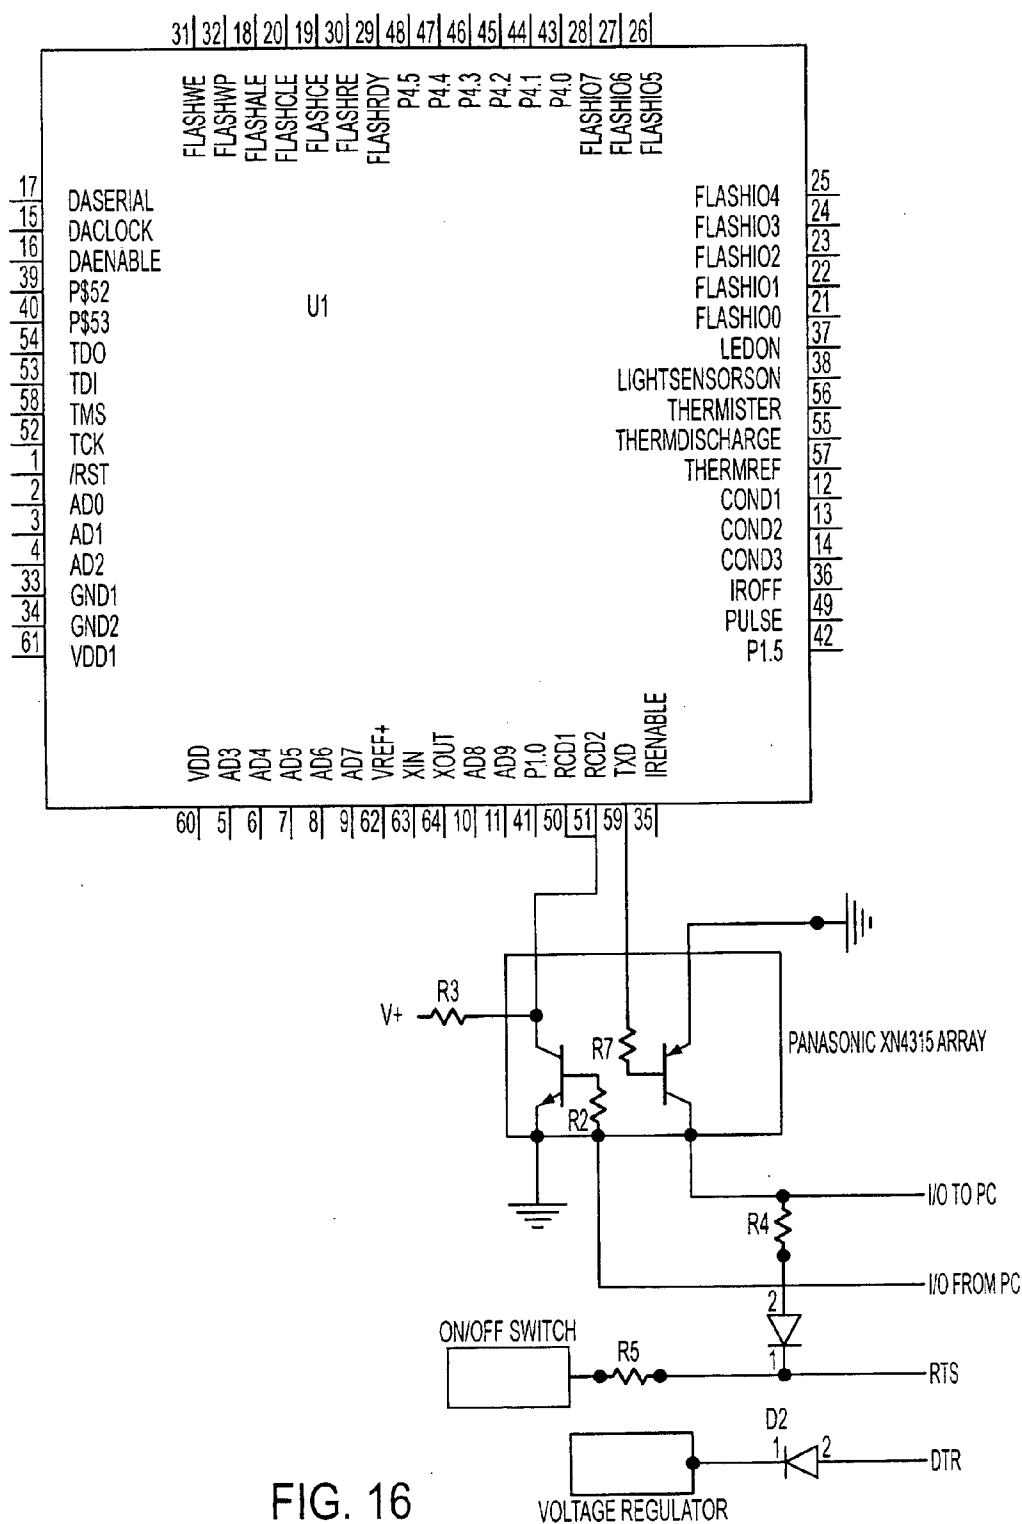 31 32 18 20 19 30 29 48 47 46 45 44 43 28 27 26
FLASHWE
FLASHWP
FLASHALE
FLASHCLE
FLASHCE
FLASHRE
FLASHRDY
P4.5
P4.4
P4.3
P4.2
P4.1
P4.0
FLASHIO7
FLASHIO6
FLASHIO5
17 DASERIAL
15 DACLOCK
16 DAENABLE
39 P$52
40 P$53
54 TDO
53 TDI
58 TMS
52 TCK
1 /RST
2 AD0
3 AD1
4 AD2
33 GND1
34 GND2
61 VDD1
U1
FLASHIO4 25
FLASHIO3 24
FLASHIO2 23
FLASHIO1 22
FLASHIO0 21
LEDON 37
LIGHTSENSORSON 38
THERMISTER 56
THERMDISCHARGE 55
THERMREF 57
COND1 12
COND2 13
COND3 14
IROFF 36
PULSE 49
P1.5 42
VDD
AD3
AD4
AD5
AD6
AD7
VREF+
XIN
XOUT
AD8
AD9
P1.0
RCD1
RCD2
TXD
IRENABLE
60 5 6 7 8 9 62 63 64 10 11 41 50 51 59 35
V+
R3
R7
R2
PANASONIC XN4315 ARRAY
I/O TO PC
R4
I/O FROM PC
2
1
ON/OFF SWITCH
R5
RTS
D2
1 2
DTR
VOLTAGE REGULATOR
FIG. 16